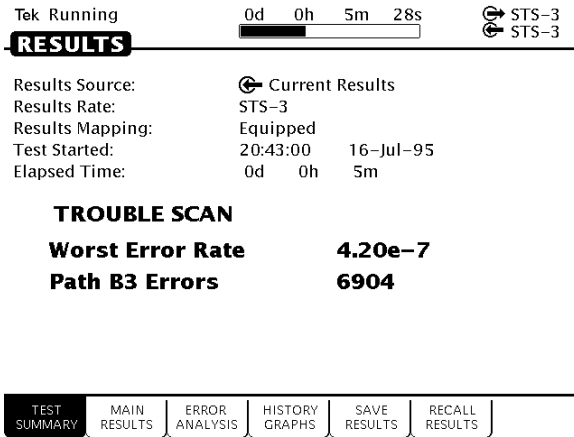 Tek Running 0d 0h 5m 28s STS-3
STS-3
RESULTS
Results Source: Current Results
Results Rate: STS-3
Results Mapping: Equipped
Test Started: 20:43:00 16-Jul-95
Elapsed Time: 0d 0h 5m
TROUBLE SCAN
Worst Error Rate 4.20e-7
Path B3 Errors 6904
TEST MAIN ERROR HISTORY SAVE RECALL
SUMMARY RESULTS ANALYSIS GRAPHS RESULTS RESULTS